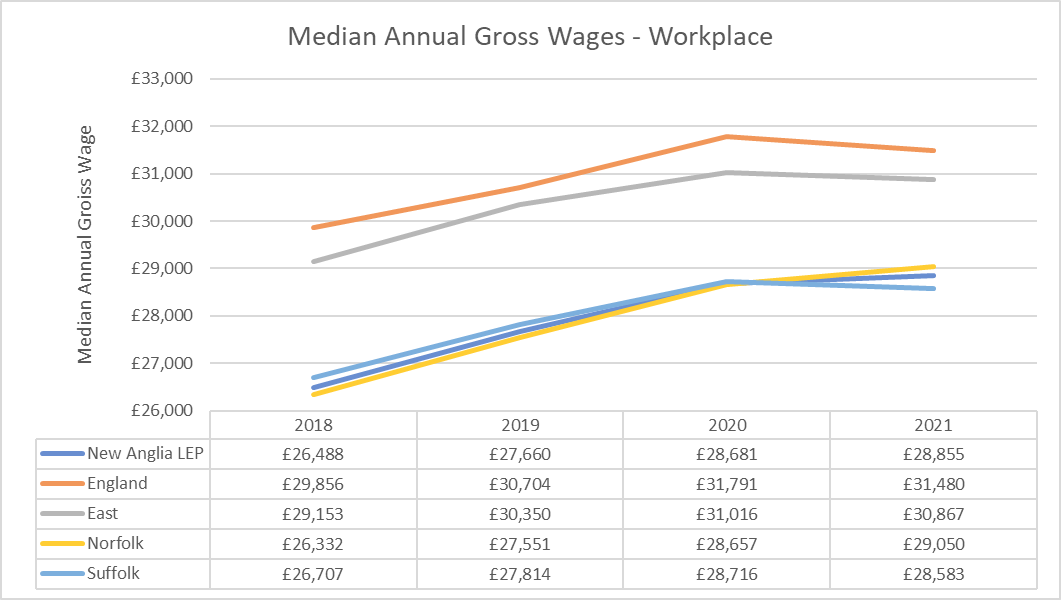 Median Annual Gross Wages - Workplace
Median Annual Groiss Wage
£33,000
£32,000
£31,000
£30,000
£29,000
£28,000
£27,000
£26,000
2018 2019 2020 2021
New Anglia LEP £26,488 £27,660 £28,681 £28,855
England £29,856 £30,704 £31,791 £31,480
East £29,153 £30,350 £31,016 £30,867
Norfolk £26,332 £27,551 £28,657 £29,050
Suffolk £26,707 £27,814 £28,716 £28,583